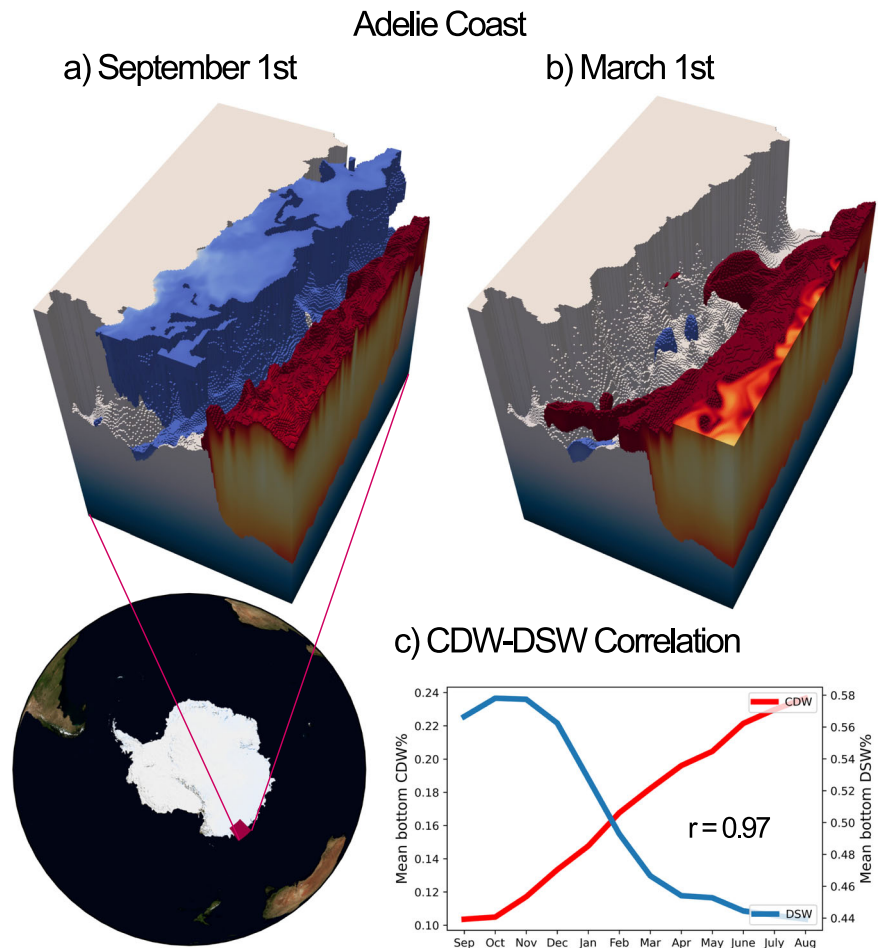 Adelie Coast
a) September 1st
b) March 1st
c) CDW-DSW Correlation
Mean bottom CDW%
0.24
0.22
0.20
0.18
0.16
0.14
0.12
0.10
CDW
r = 0.97
DSW
0.58
0.56
0.54
0.52
0.50
0.48
0.46
0.44
Mean bottom DSW%
Sep Oct Nov Dec Jan Feb Mar Apr May June July Aug